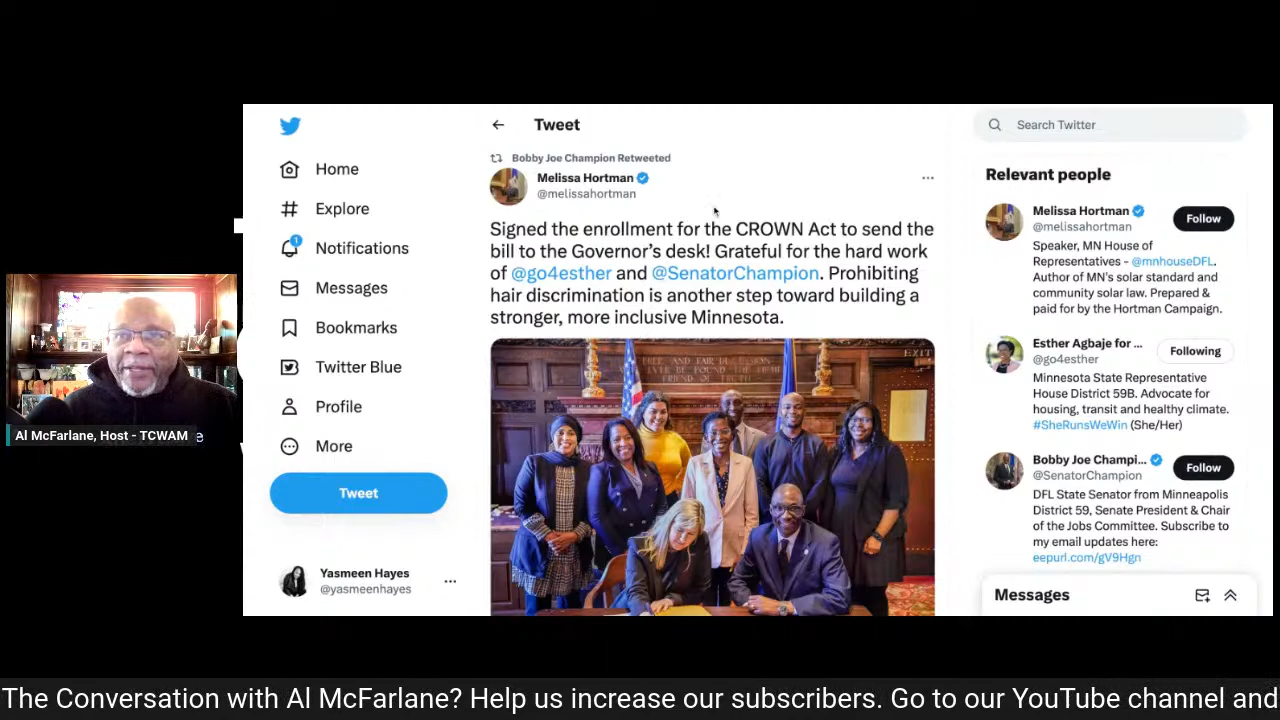 Home
Explore
1
Notifications
Messages
Bookmarks
Twitter Blue
Profile
More
Tweet
Yasmeen Hayes
@yasmeenhayes
Tweet
Bobby Joe Champion Retweeted
Melissa Hortman
@melissahortman
Signed the enrollment for the CROWN Act to send the
bill to the Governor's desk! Grateful for the hard work
of @go4esther and @SenatorChampion. Prohibiting
hair discrimination is another step toward building a
stronger, more inclusive Minnesota.
EXIT
Search Twitter
Relevant people
Melissa Hortman
@melissahortman
Follow
Speaker, MN House of
Representatives - @mnhouseDFL.
Author of MN's solar standard and
community solar law. Prepared &
paid for by the Hortman Campaign.
Esther Agbaje for ...
@go4esther
Following
Minnesota State Representative
House District 59B. Advocate for
housing, transit and healthy climate.
#SheRunsWeWin (She/Her)
Bobby Joe Champi...
@SenatorChampion
Follow
DFL State Senator from Minneapolis
District 59, Senate President & Chair
of the Jobs Committee. Subscribe to
my email updates here:
eepurl.com/gV9Hgn
Messages
Al McFarlane, Host - TCWAM
The Conversation with Al McFarlane? Help us increase our subscribers. Go to our YouTube channel and